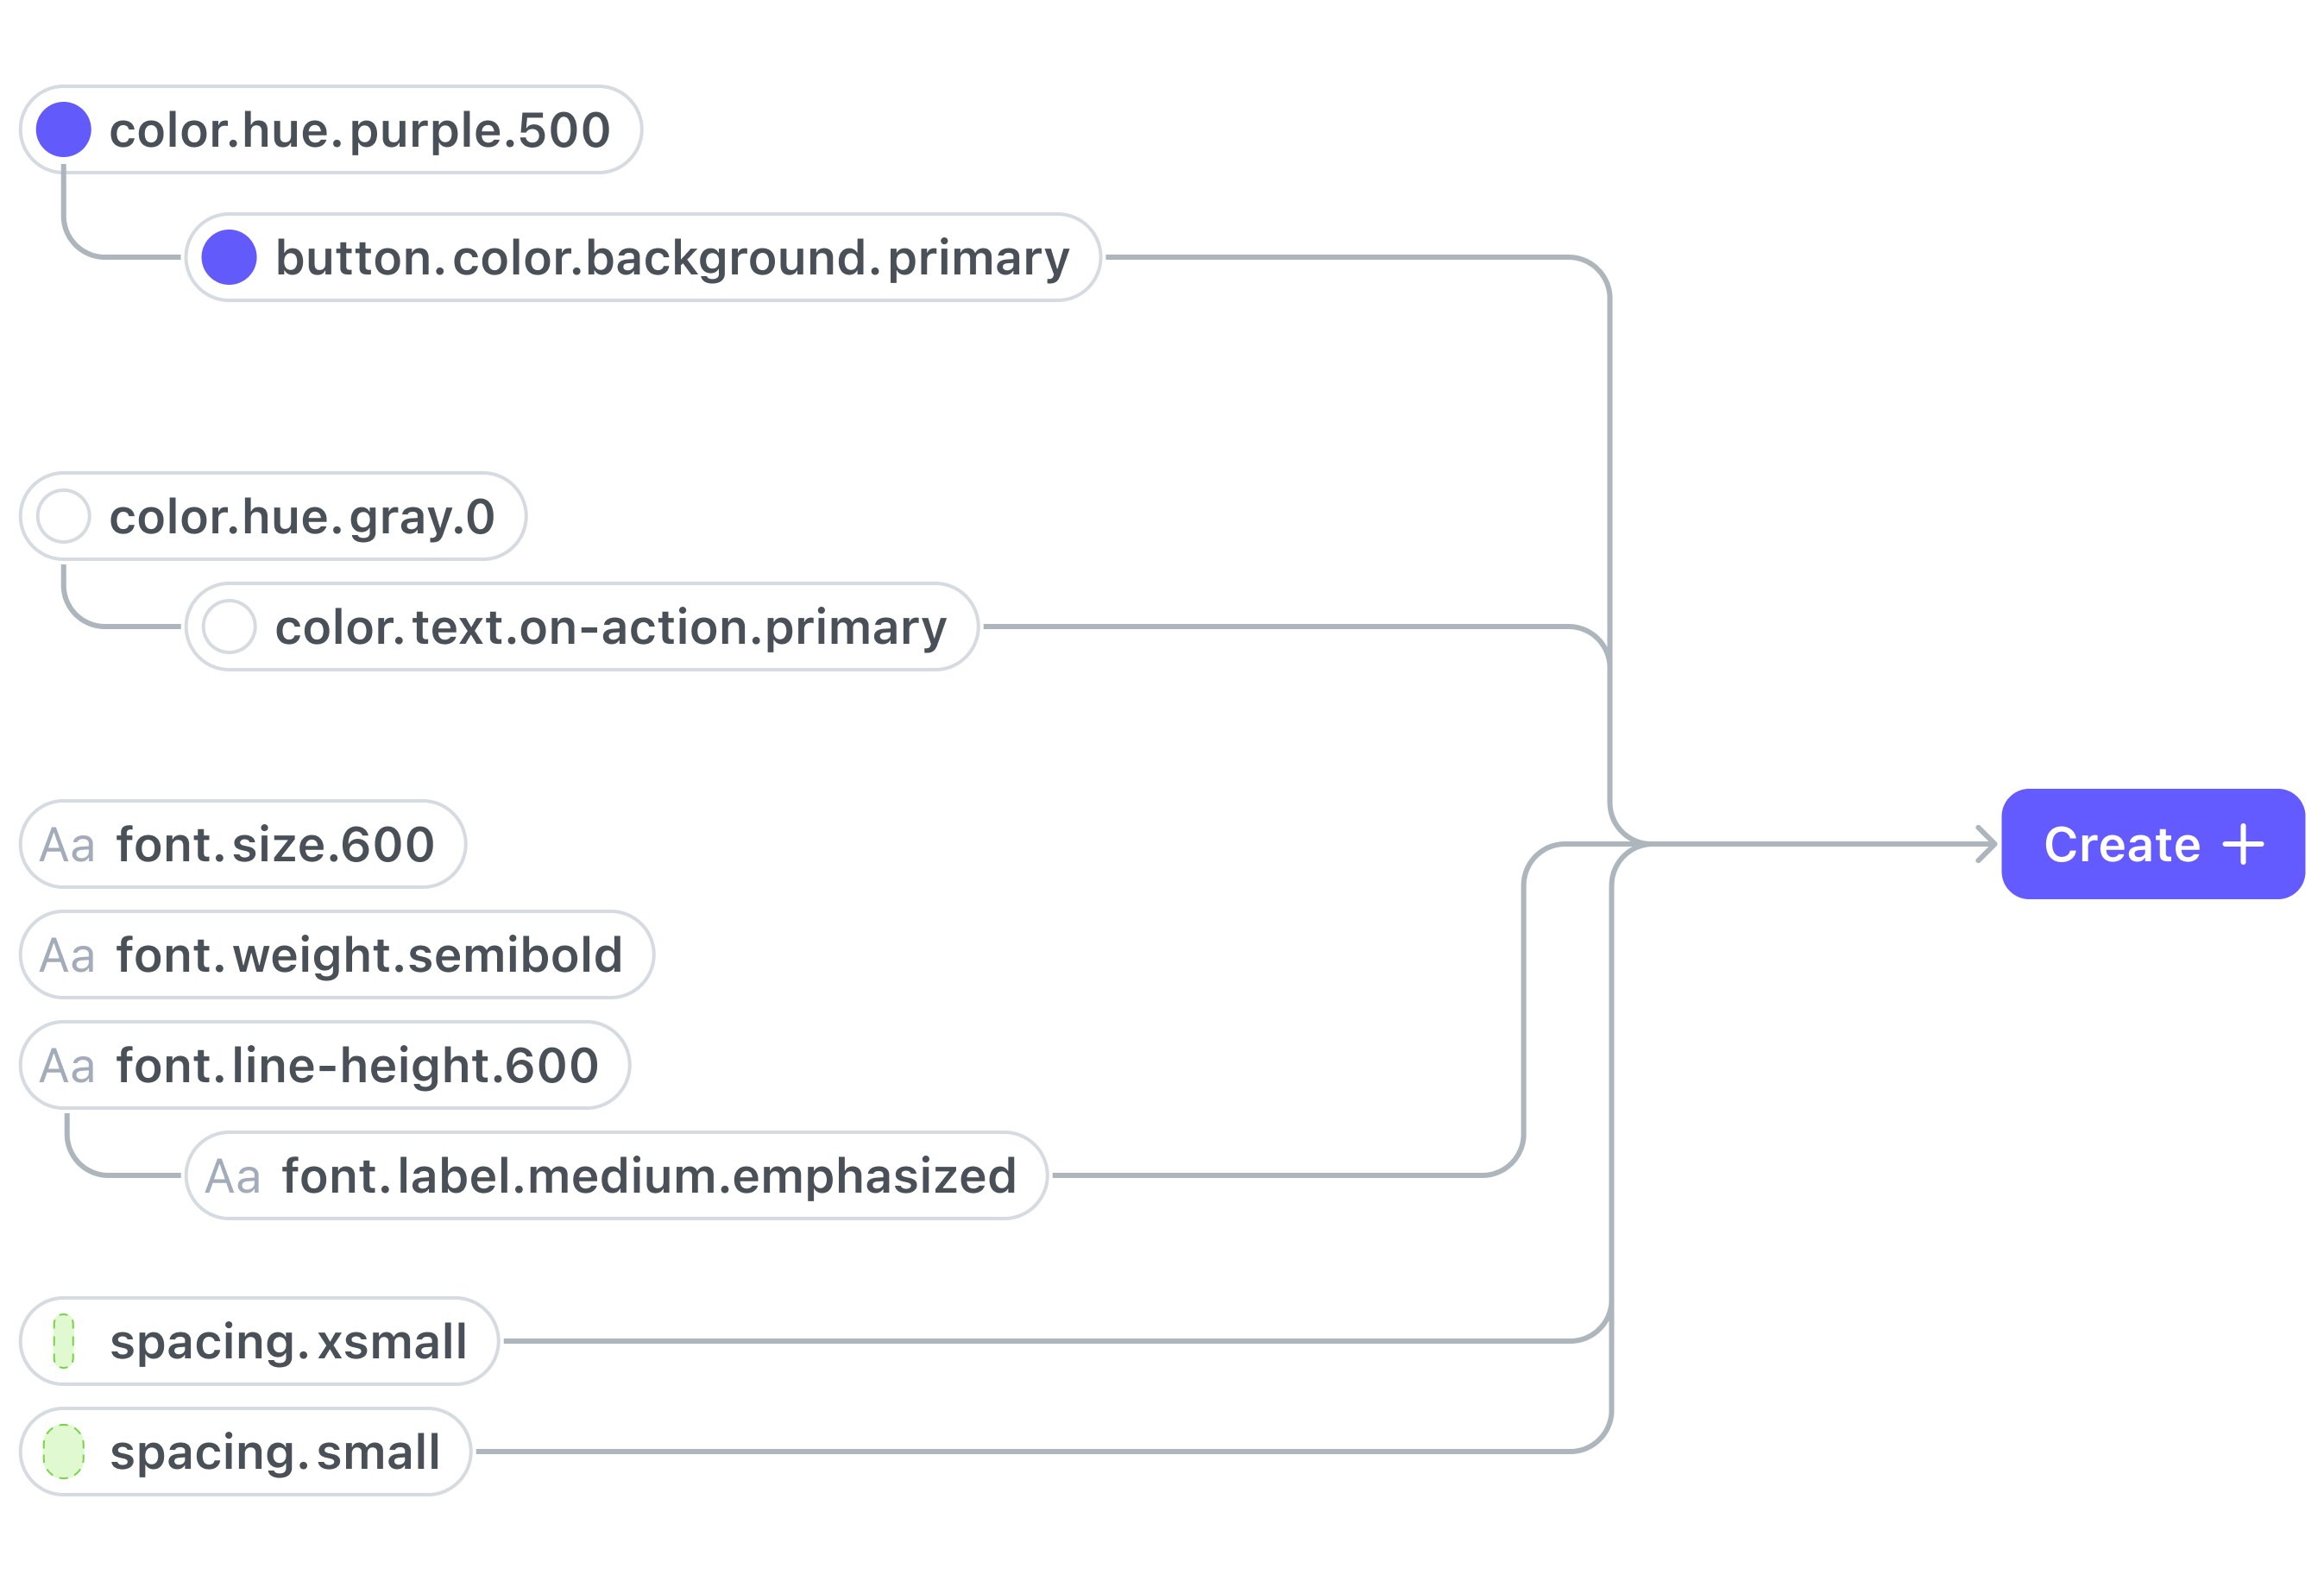 color.hue.purple.500
button.color.background.primary
color.hue.gray.0
color.text.on-action.primary
Aa font.size.600
Create +
Aa font.weight.semibold
Aa font.line-height.600
Aa font.label.medium.emphasized
spacing.xsmall
spacing.small